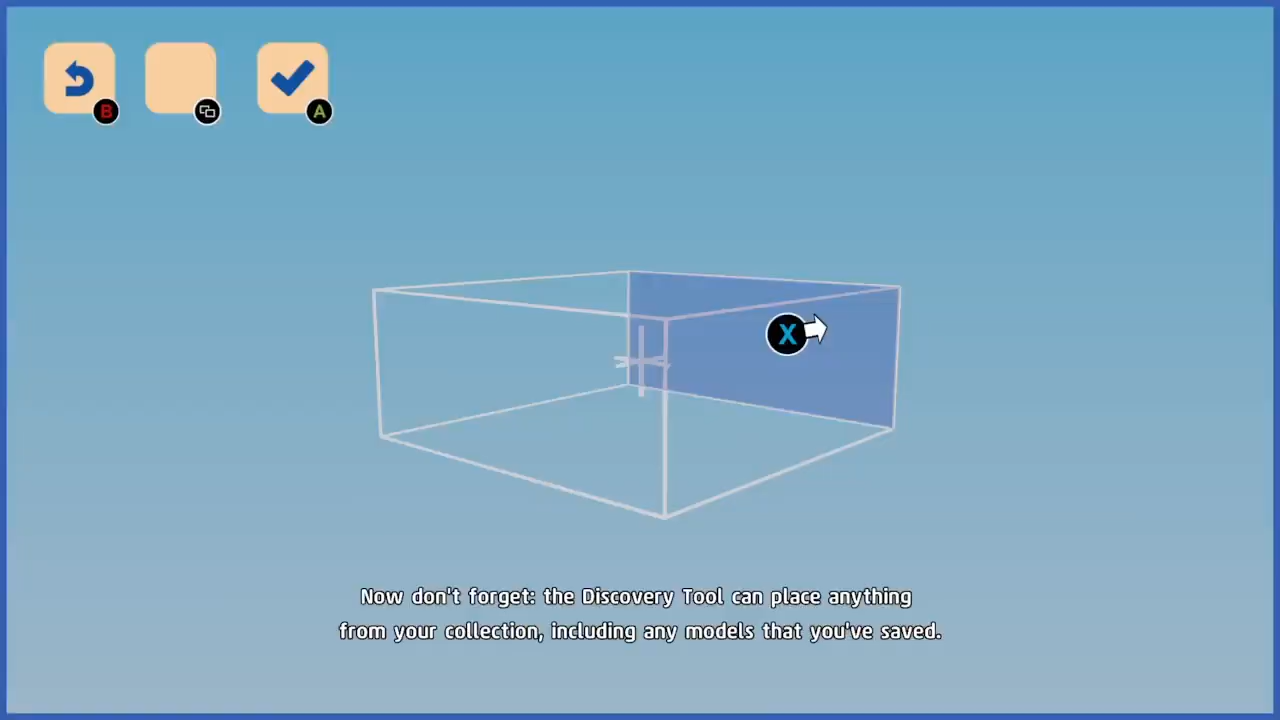 B
A
X
Now don't forget: the Discovery Tool can place anything
from your collection, including any models that you've saved.